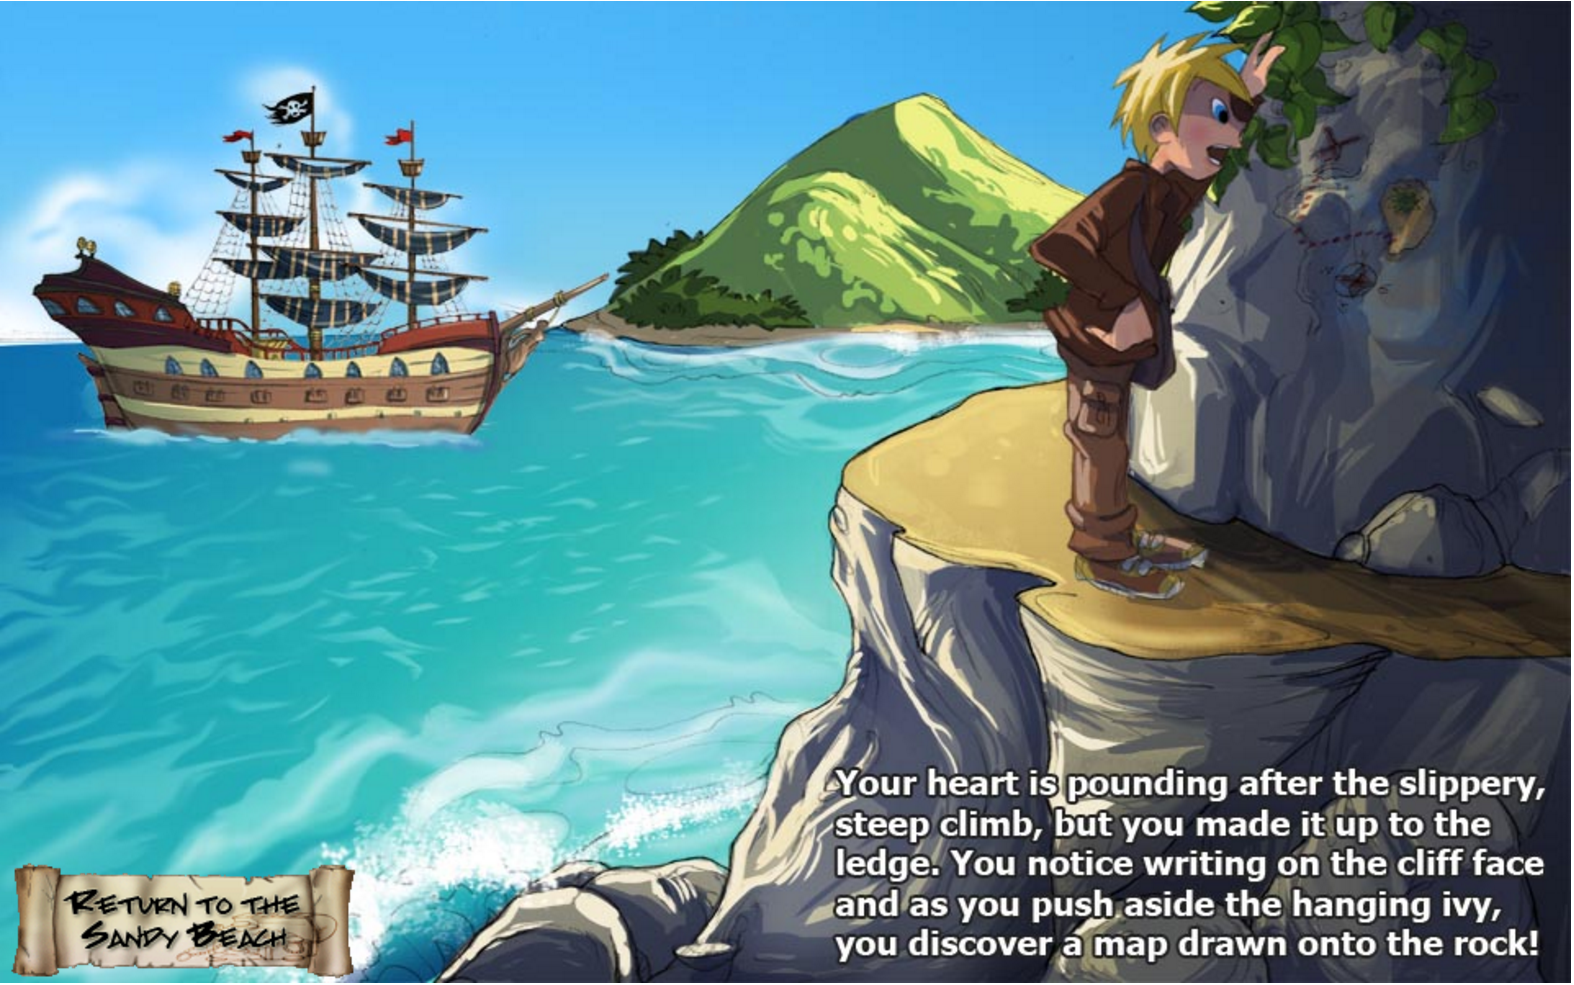 Your heart is pounding after the slippery,
steep climb, but you made it up to the
ledge. You notice writing on the cliff face
and as you push aside the hanging ivy,
you discover a map drawn onto the rock!
Return to the
Sandy Beach